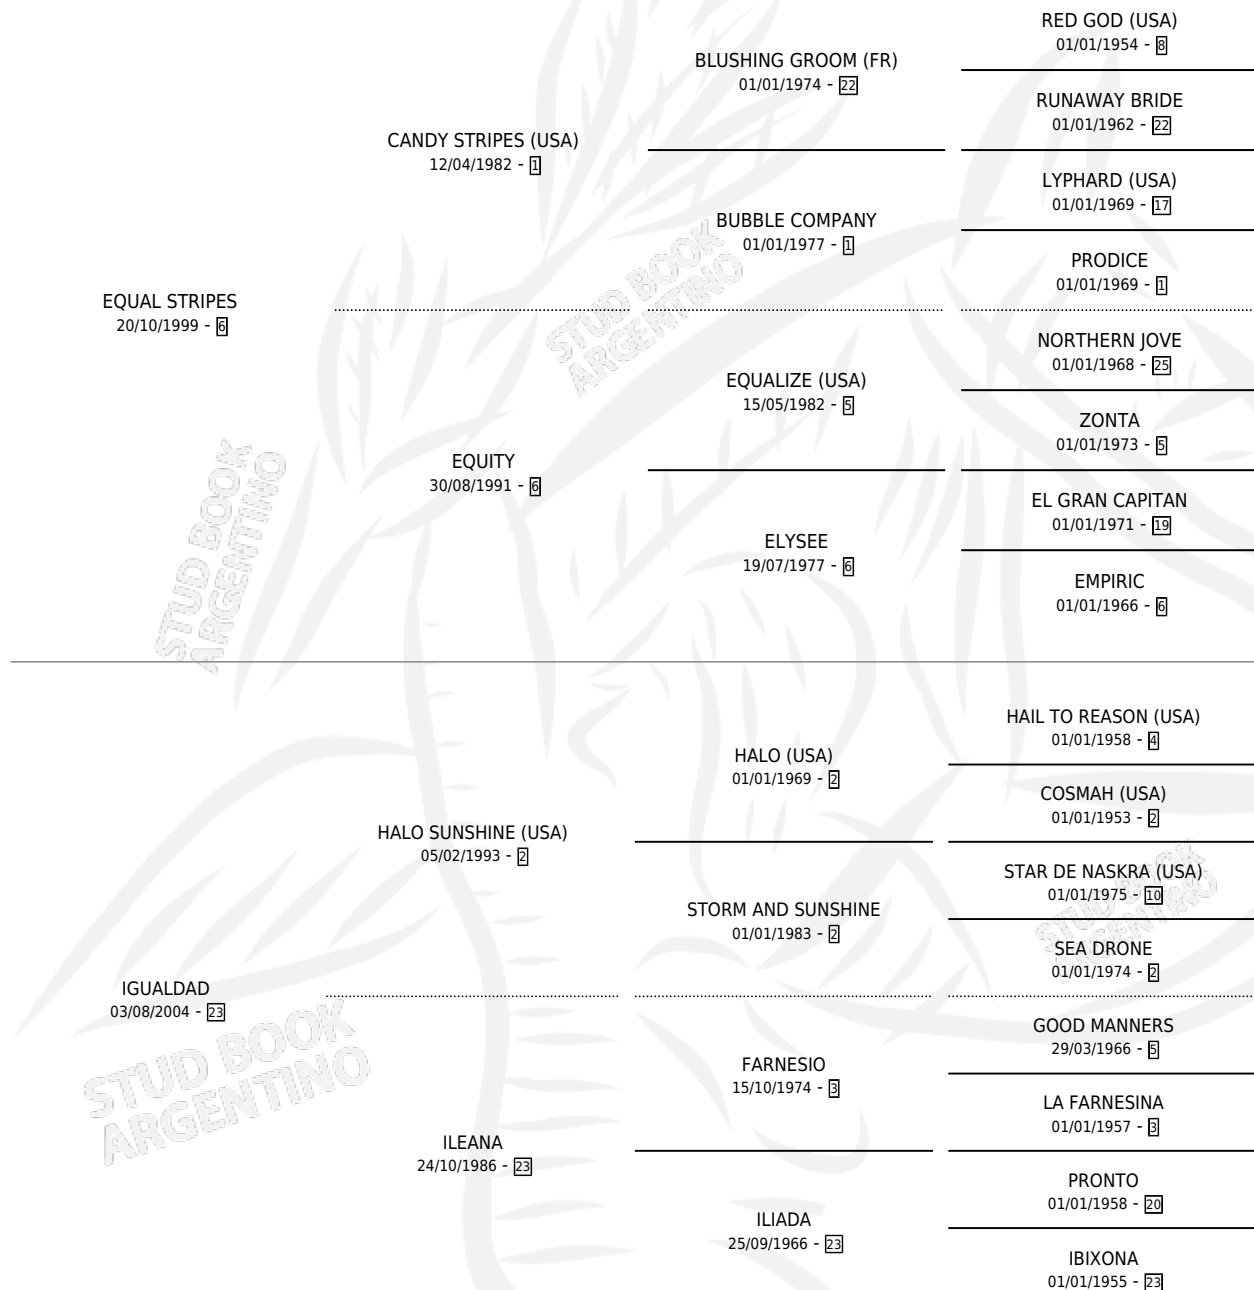 RED GOD (USA)
01/01/1954 - 8
BLUSHING GROOM (FR)
01/01/1974 - 22
RUNAWAY BRIDE
01/01/1962 - 22
CANDY STRIPES (USA)
12/04/1982 - 1
LYPHARD (USA)
01/01/1969 - 17
BUBBLE COMPANY
01/01/1977 - 1
PRODICE
01/01/1969 - 1
EQUAL STRIPES
20/10/1999 - 6
NORTHERN JOVE
01/01/1968 - 25
EQUALIZE (USA)
15/05/1982 - 5
ZONTA
01/01/1973 - 5
EQUITY
30/08/1991 - 6
EL GRAN CAPITAN
01/01/1971 - 19
ELYSEE
19/07/1977 - 6
EMPIRIC
01/01/1966 - 6
HAIL TO REASON (USA)
01/01/1958 - 4
HALO (USA)
01/01/1969 - 2
COSMAH (USA)
01/01/1953 - 2
HALO SUNSHINE (USA)
05/02/1993 - 2
STAR DE NASKRA (USA)
01/01/1975 - 10
STORM AND SUNSHINE
01/01/1983 - 2
SEA DRONE
01/01/1974 - 2
IGUALDAD
03/08/2004 - 23
GOOD MANNERS
29/03/1966 - 5
FARNESIO
15/10/1974 - 3
LA FARNESINA
01/01/1957 - 3
ILEANA
24/10/1986 - 23
PRONTO
01/01/1958 - 20
ILIADA
25/09/1966 - 23
IBIXONA
01/01/1955 - 23
STUD BOOK
ARGENTINO
STUD BOOK
ARGENTINO
STUD BOOK
ARGENTINO
STUD BOOK
ARGENTINO